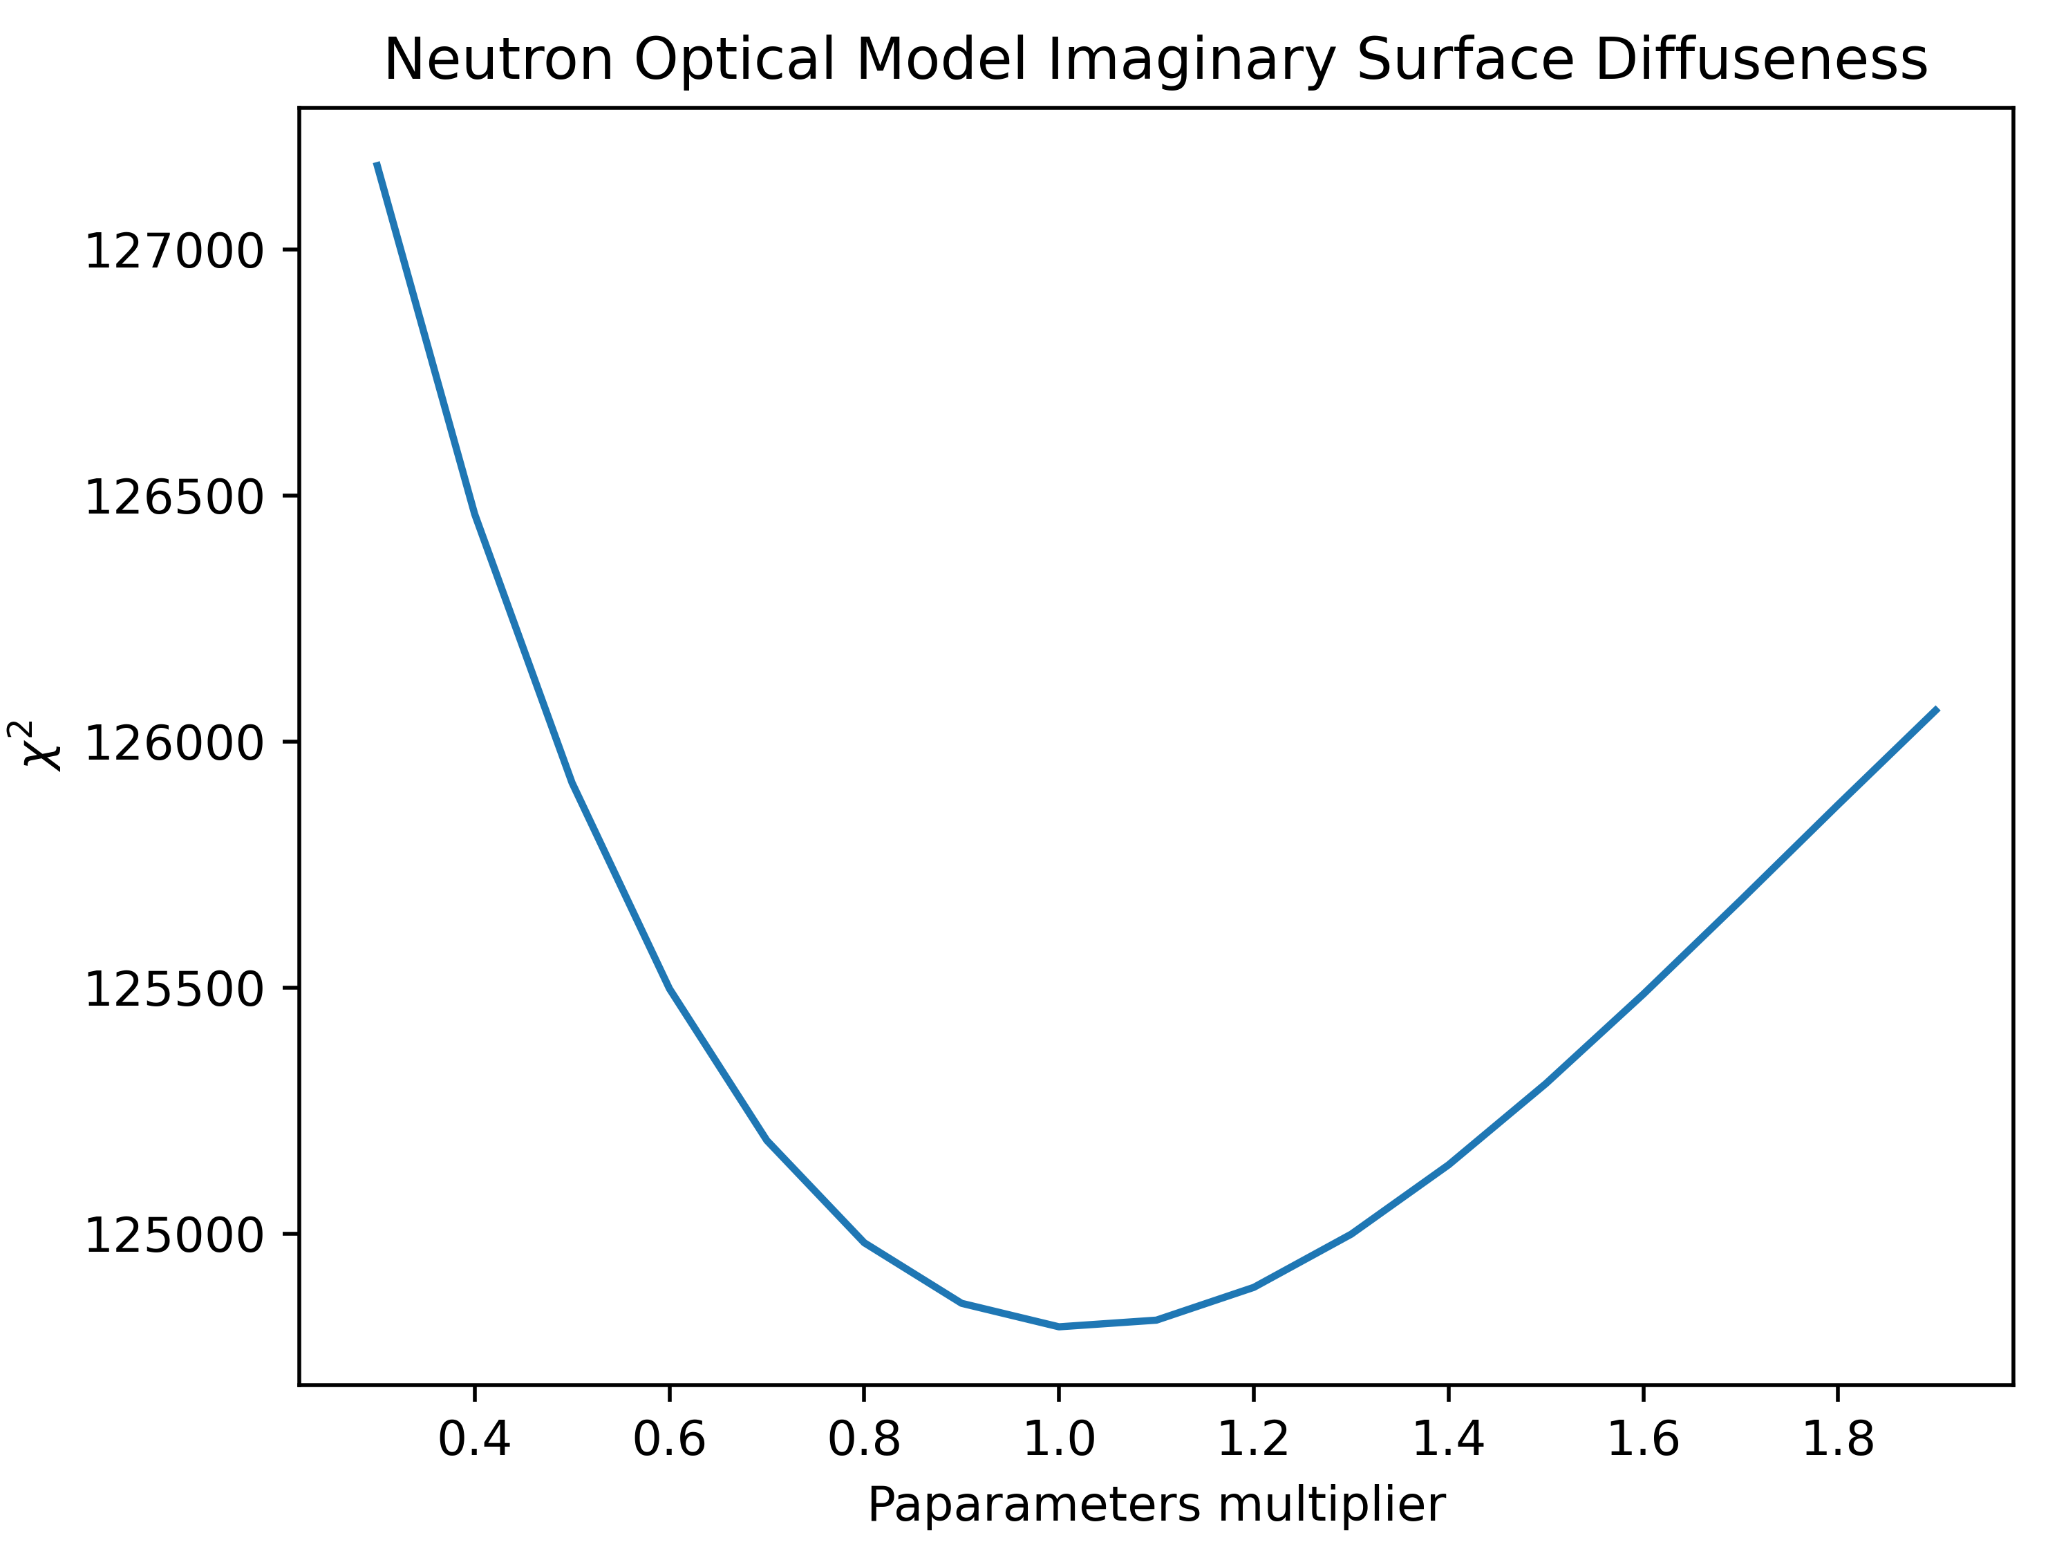 Neutron Optical Model Imaginary Surface Diffuseness
127000
126500
126000
125500
125000
χ²
0.4 0.6 0.8 1.0 1.2 1.4 1.6 1.8
Paparameters multiplier